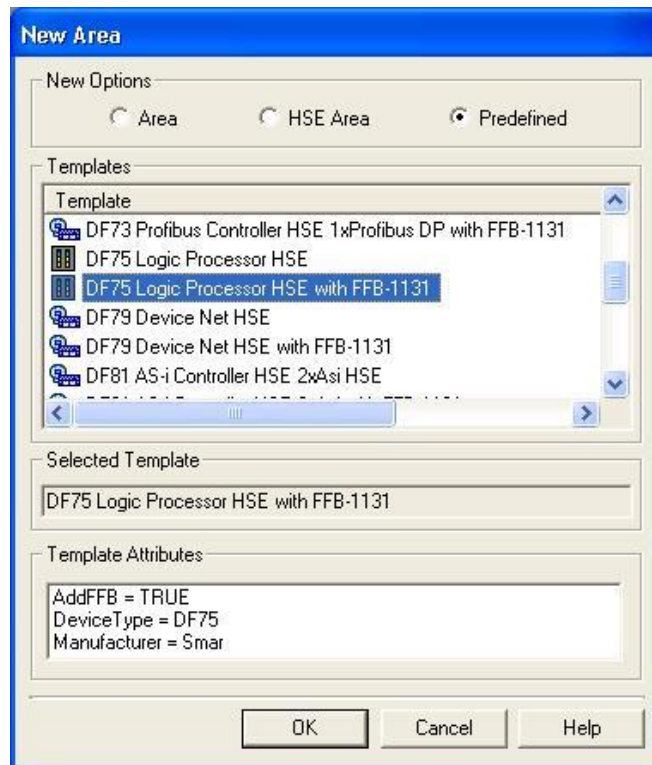 New Area
New Options
Area HSE Area Predefined
Templates
Template
DF73 Profibus Controller HSE 1xProfibus DP with FFB-1131
DF75 Logic Processor HSE
DF75 Logic Processor HSE with FFB-1131
DF79 Device Net HSE
DF79 Device Net HSE with FFB-1131
DF81 AS-i Controller HSE 2xAsi HSE
Selected Template
DF75 Logic Processor HSE with FFB-1131
Template Attributes
AddFFB = TRUE
DeviceType = DF75
Manufacturer = Smar
OK Cancel Help